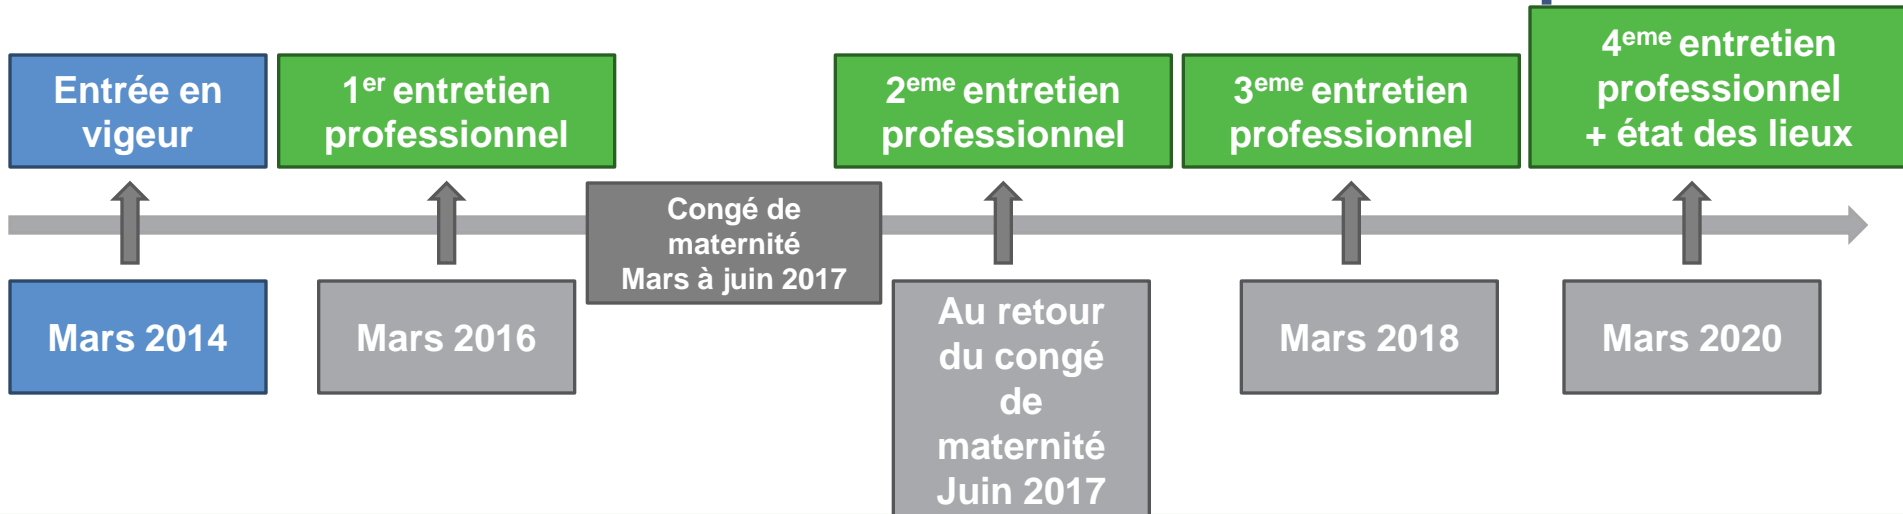 Entrée en
vigeur
1er entretien
professionnel
2eme entretien
professionnel
3eme entretien
professionnel
4eme entretien
professionnel
+ état des lieux
Congé de
maternité
Mars à juin 2017
Mars 2014
Mars 2016
Au retour
du congé
de
maternité
Juin 2017
Mars 2018
Mars 2020